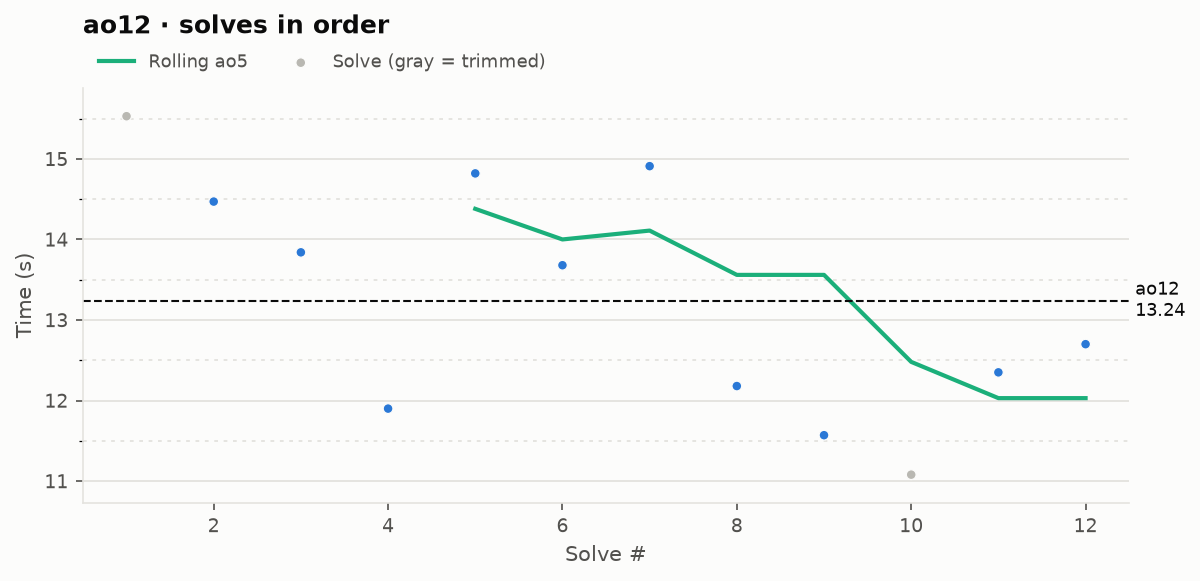 ao12 · solves in order
Rolling ao5
Solve (gray = trimmed)
Time (s)
15
14
13
12
11
ao12
13.24
2
4
6
8
10
12
Solve #